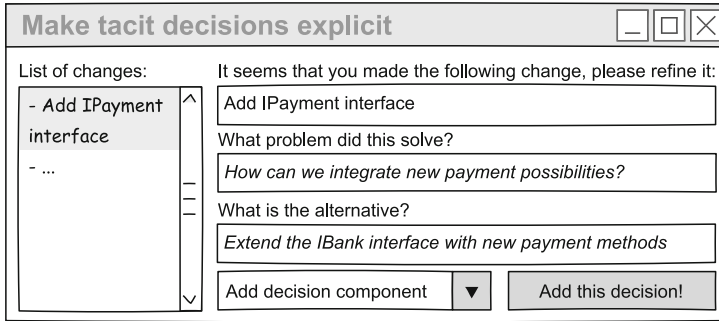 Make tacit decisions explicit
List of changes:
- Add IPayment
interface
- ...
It seems that you made the following change, please refine it:
Add IPayment interface
What problem did this solve?
How can we integrate new payment possibilities?
What is the alternative?
Extend the IBank interface with new payment methods
Add decision component
Add this decision!